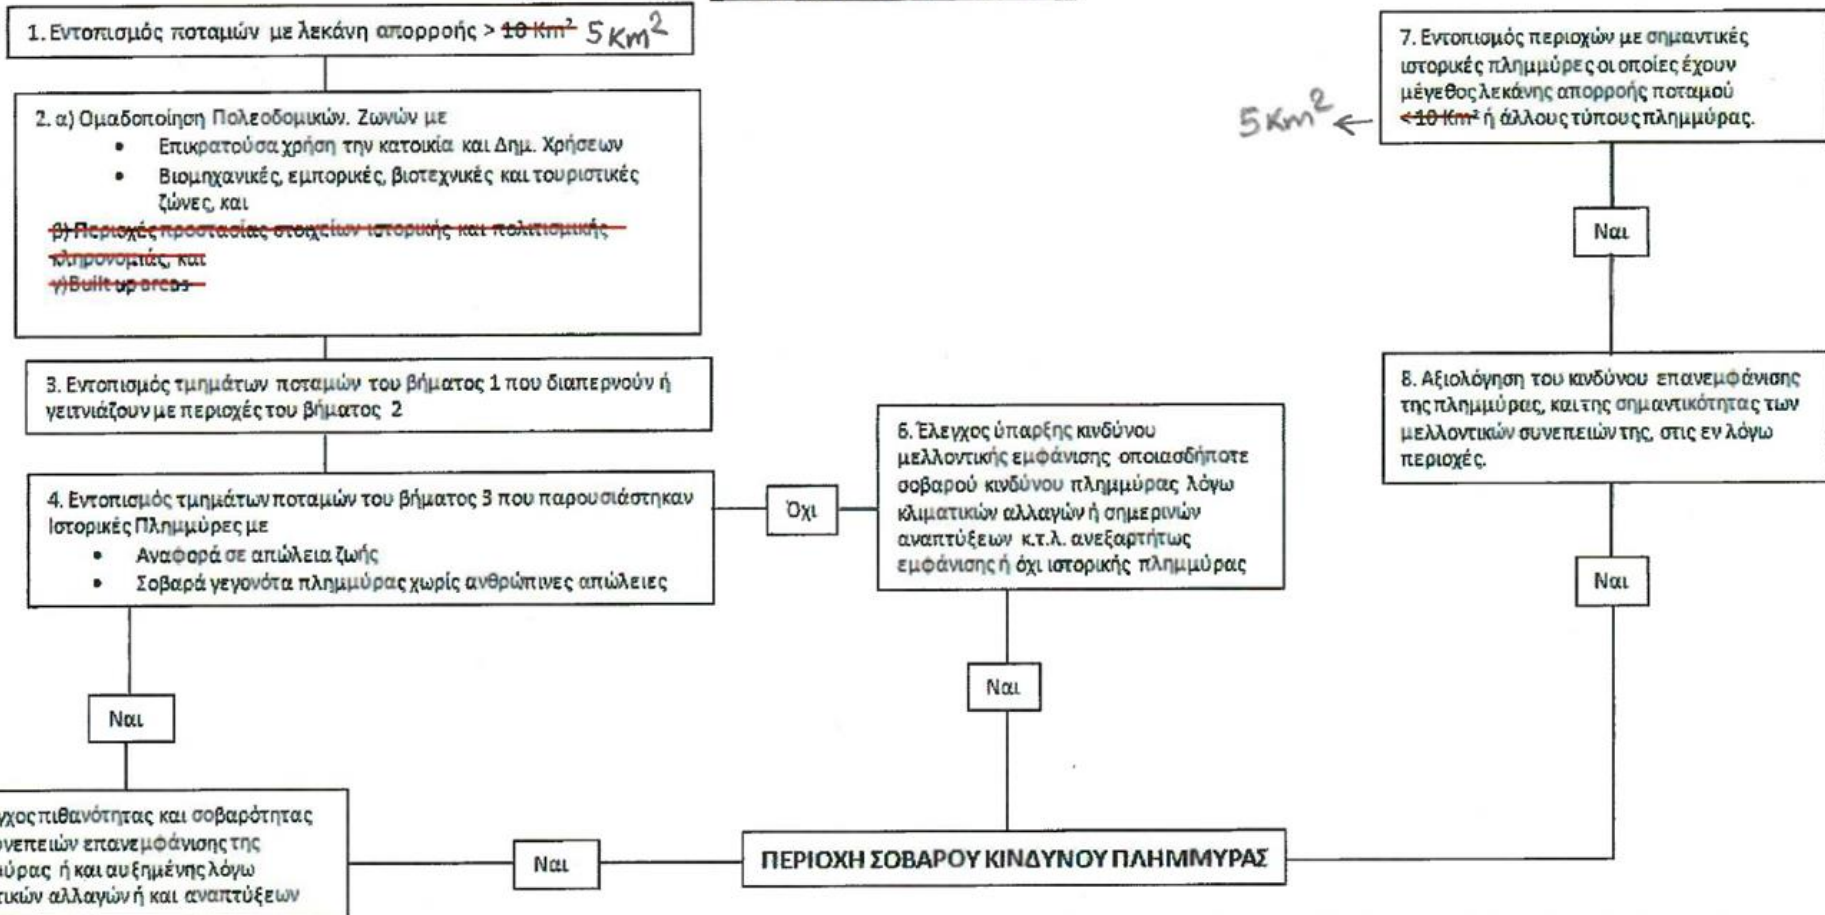 1. Εντοπισμός ποταμών με λεκάνη απορροής > 10 Km² 5 Km²
2. α) Ομαδοποίηση Πολεοδομικών. Ζωνών με
• Επικρατούσα χρήση την κατοικία και Δημ. Χρήσεων
• Βιομηχανικές, εμπορικές, βιοτεχνικές και τουριστικές
ζώνες, και
β) Περιοχές προστασίας στοιχείων ιστορικής και πολιτισμικής
κληρονομιάς, και
γ) Built up areas
3. Εντοπισμός τμημάτων ποταμών του βήματος 1 που διαπερνούν ή
γειτνιάζουν με περιοχές του βήματος 2
4. Εντοπισμός τμημάτων ποταμών του βήματος 3 που παρουσιάστηκαν
Ιστορικές Πλημμύρες με
• Αναφορά σε απώλεια ζωής
• Σοβαρά γεγονότα πλημμύρας χωρίς ανθρώπινες απώλειες
Όχι
6. Έλεγχος ύπαρξης κινδύνου
μελλοντικής εμφάνισης οποιασδήποτε
σοβαρού κινδύνου πλημμύρας λόγω
κλιματικών αλλαγών ή σημερινών
αναπτύξεων κ.τ.λ. ανεξαρτήτως
εμφάνισης ή όχι ιστορικής πλημμύρας
5 Km² ←
7. Εντοπισμός περιοχών με σημαντικές
ιστορικές πλημμύρες οι οποίες έχουν
μέγεθος λεκάνης απορροής ποταμού
<10 Km² ή άλλους τύπους πλημμύρας.
Ναι
8. Αξιολόγηση του κινδύνου επανεμφάνισης
της πλημμύρας, και της σημαντικότητας των
μελλοντικών συνεπειών της, στις εν λόγω
περιοχές.
Ναι
Ναι
Ναι
γχος πιθανότητας και σοβαρότητας
νεπειών επανεμφάνισης της
ύρας ή και αυξημένης λόγω
τικών αλλαγών ή και αναπτύξεων
Ναι
ΠΕΡΙΟΧΗ ΣΟΒΑΡΟΥ ΚΙΝΔΥΝΟΥ ΠΛΗΜΜΥΡΑΣ